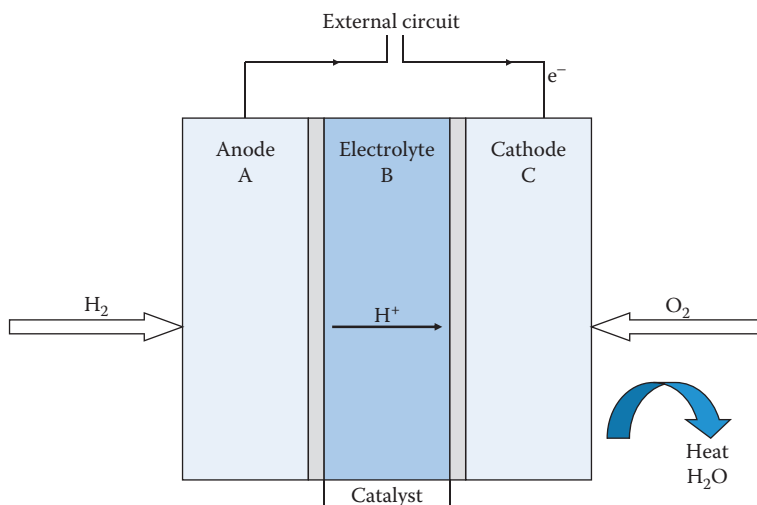 External circuit
e⁻
Anode
A
Electrolyte
B
Cathode
C
H₂
H⁺
O₂
Heat
H₂O
Catalyst